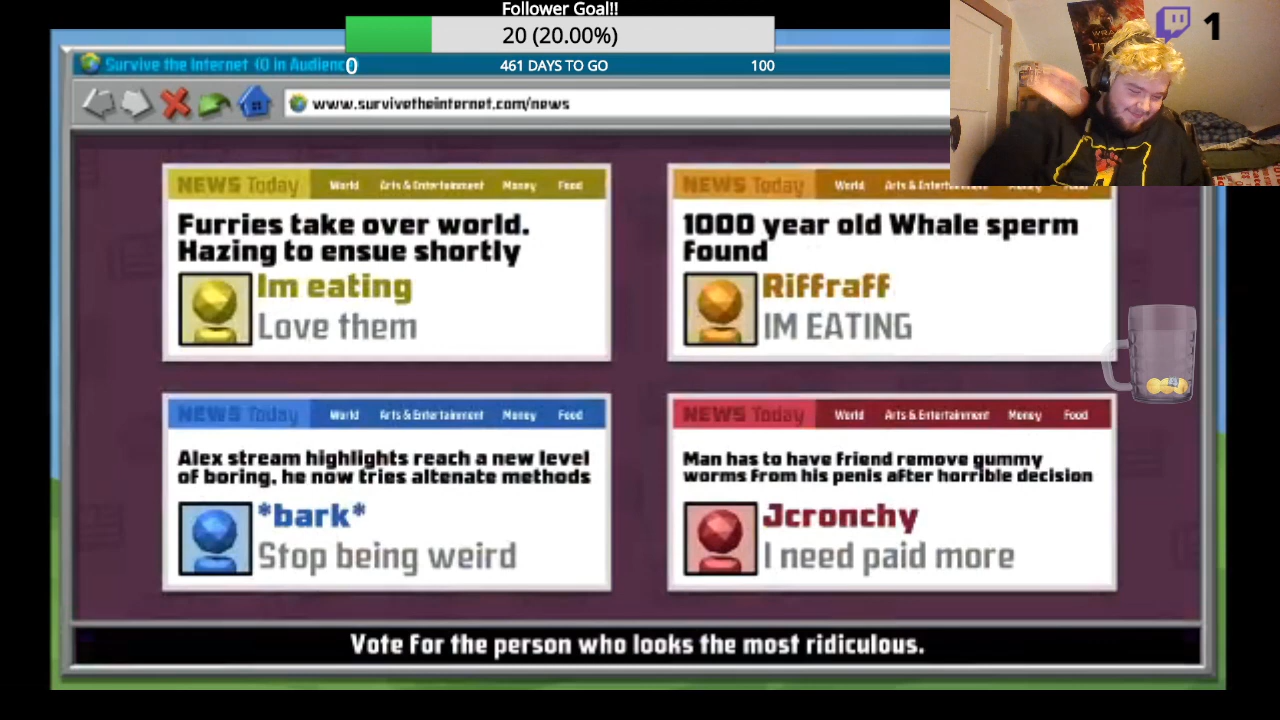 Follower Goal!!
20 (20.00%)
0 461 DAYS TO GO 100
1
Survive the Internet (0 in Audienc
www.survivetheinternet.com/news
NEWS Today World Arts & Entertainment Money Food
Furries take over world.
Hazing to ensue shortly
Im eating
Love them
NEWS Today World
1000 year old Whale sperm
Found
Riffraff
IM EATING
NEWS Today World Arts & Entertainment Money Food
Alex stream highlights reach a new level
of boring, he now tries altenate methods
*bark*
Stop being weird
NEWS Today World Arts & Entertainment Money Food
Man has to have friend remove gummy
worms from his penis after horrible decision
Jcronchy
I need paid more
Vote for the person who looks the most ridiculous.